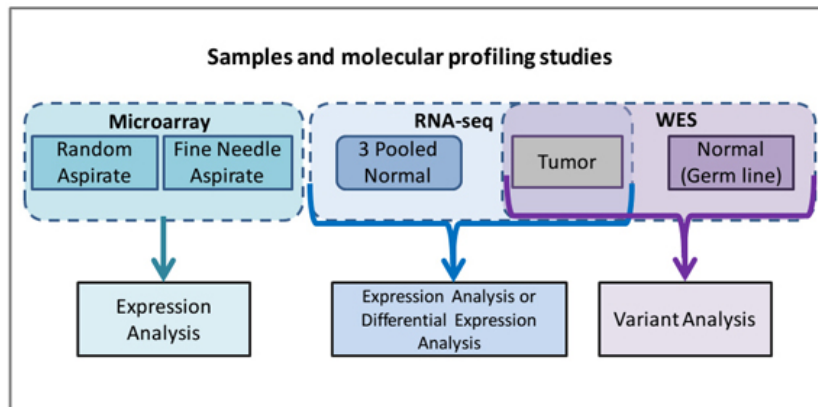 Samples and molecular profiling studies
Microarray
Random
Aspirate
Fine Needle
Aspirate
RNA-seq
WES
3 Pooled
Normal
Tumor
Normal
(Germ line)
Expression
Analysis
Expression Analysis or
Differential Expression
Analysis
Variant Analysis